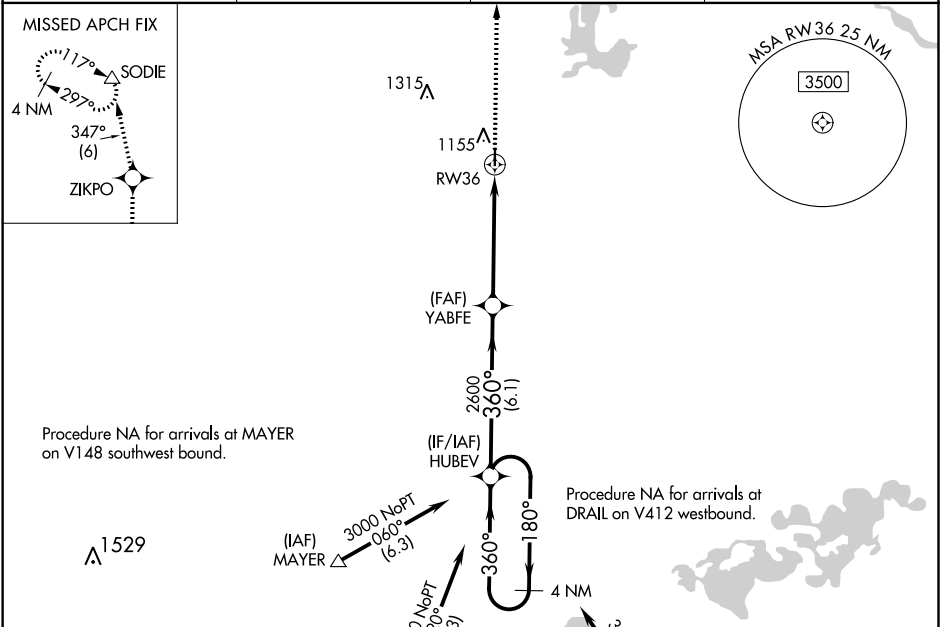 MISSED APCH FIX
117°
SODIE
297°
4 NM
347°
(6)
ZIKPO
1315
1155
RW36
MSA RW36 25 NM
3500
(FAF)
YABFE
2600
360°
(6.1)
Procedure NA for arrivals at MAYER
on V148 southwest bound.
(IF/IAF)
HUBEV
Procedure NA for arrivals at
DRAIL on V412 westbound.
3000 NoPT
060°
(6.3)
(IAF)
MAYER
1529
360°
180°
4 NM
NoPT